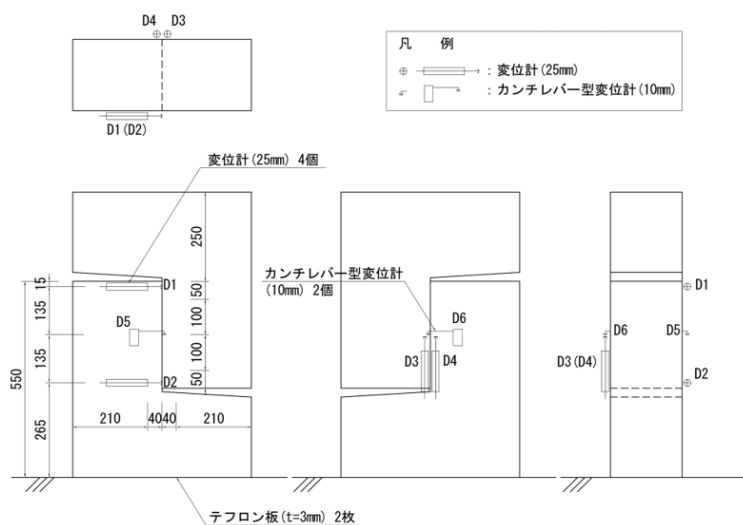 D4 D3
D1(D2)
凡 例
：変位計(25mm)
：カンチレバー型変位計(10mm)
変位計(25mm) 4個
250
15
50
D1
135
D5
100
550
135
100
D2
50
210
40
40
210
265
テフロン板(t=3mm) 2枚
カンチレバー型変位計
(10mm) 2個
D6
D3
D4
D1
D6
D5
D3(D4)
D2